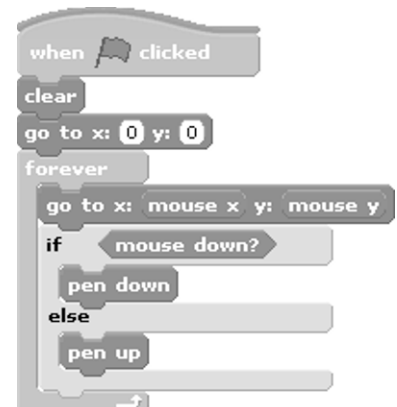 when clicked
clear
go to x: 0 y: 0
forever
go to x: mouse x y: mouse y
if mouse down?
pen down
else
pen up